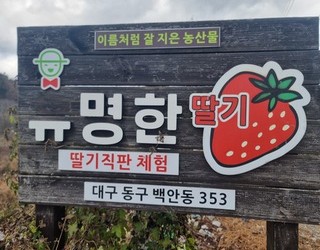 이름처럼 잘 지은 농산물
유명한 딸기
딸기직판 체험
대구 동구 백안동 353